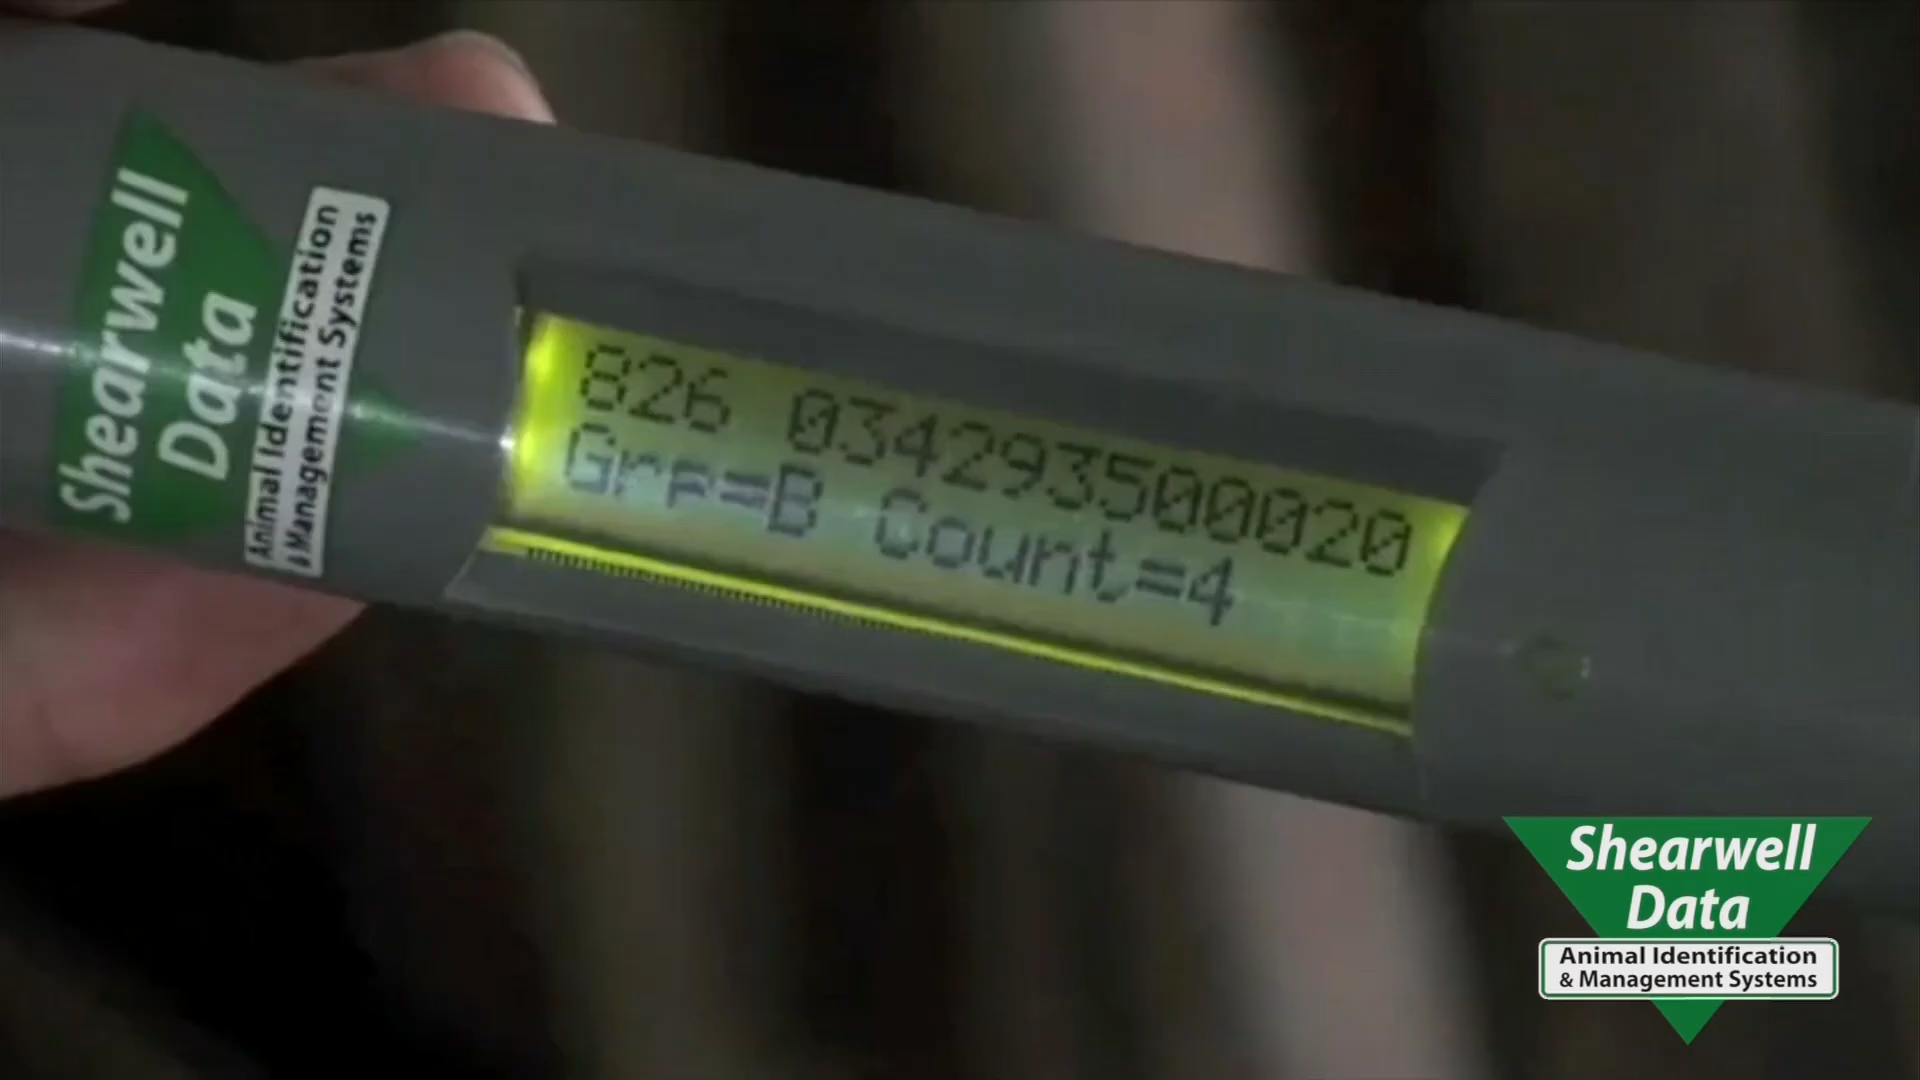 Shearwell
Data
Animal Identification
& Management Systems
826 034293500020
Grp=B Count=4
Shearwell
Data
Animal Identification
& Management Systems